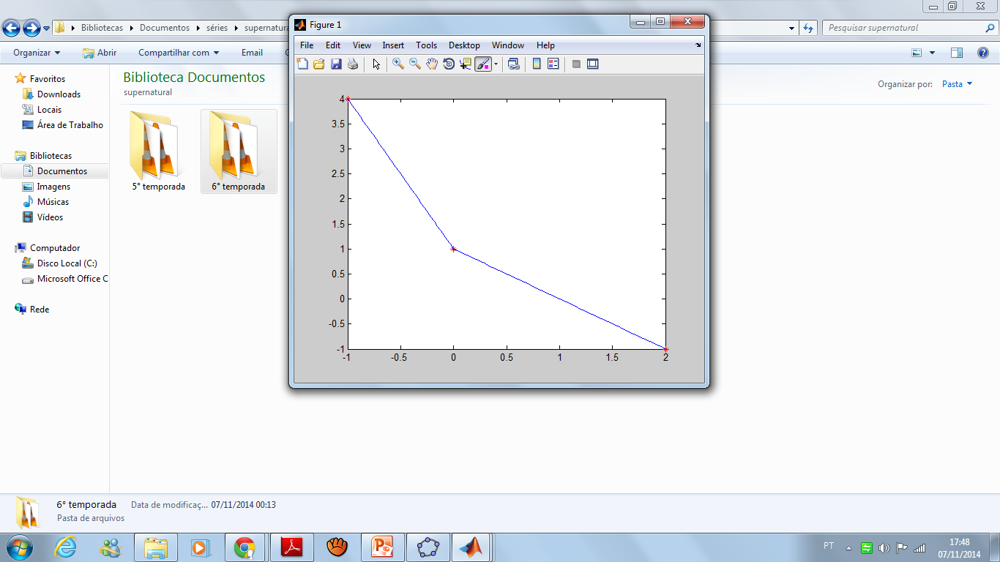 Bibliotecas Documentos séries supernatural
Pesquisar supernatural
Organizar Abrir Compartilhar com Email
Favoritos
Downloads
Locais
Área de Trabalho
Bibliotecas
Documentos
Imagens
Músicas
Vídeos
Computador
Disco Local (C:)
Microsoft Office C
Rede
Biblioteca Documentos
supernatural
Organizar por: Pasta
5° temporada
6° temporada
Figure 1
File Edit View Insert Tools Desktop Window Help
4
3.5
3
2.5
2
1.5
1
0.5
0
-0.5
-1
-1 -0.5 0 0.5 1 1.5 2
6° temporada Data de modificaç... 07/11/2014 00:13
Pasta de arquivos
PT
17:48
07/11/2014